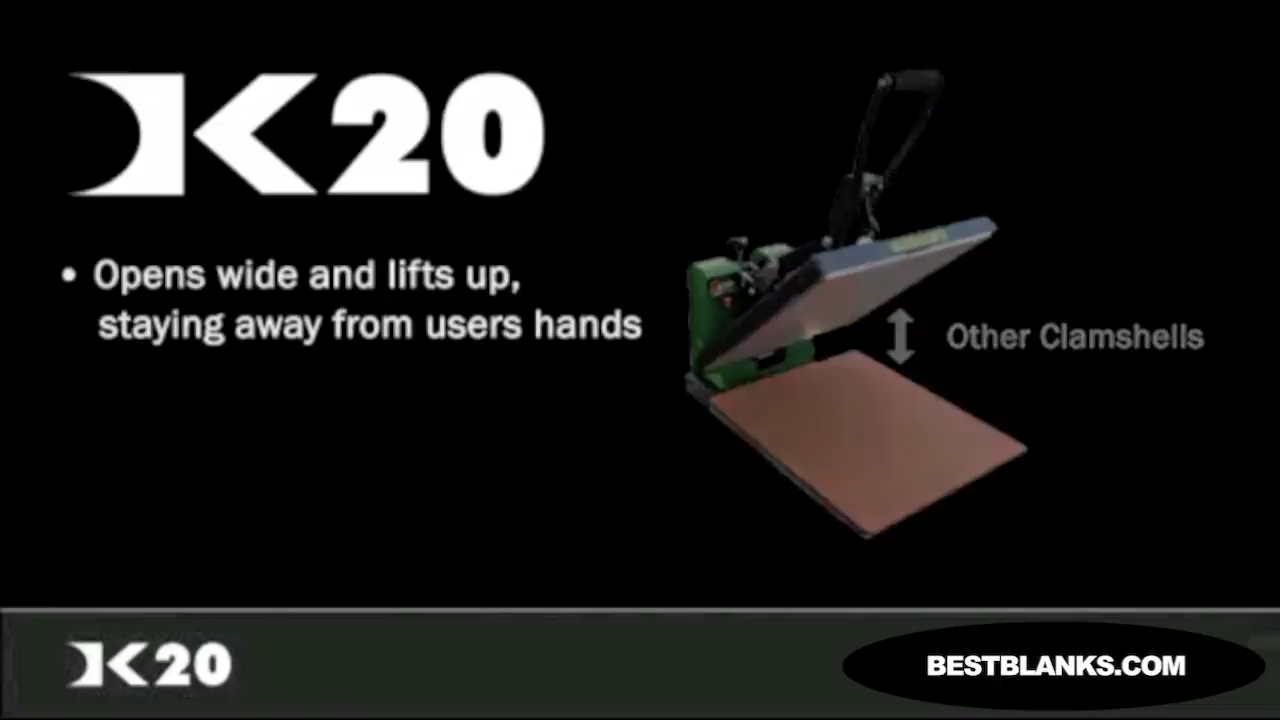 K20
• Opens wide and lifts up,
staying away from users hands
Other Clamshells
K20
BESTBLANKS.COM